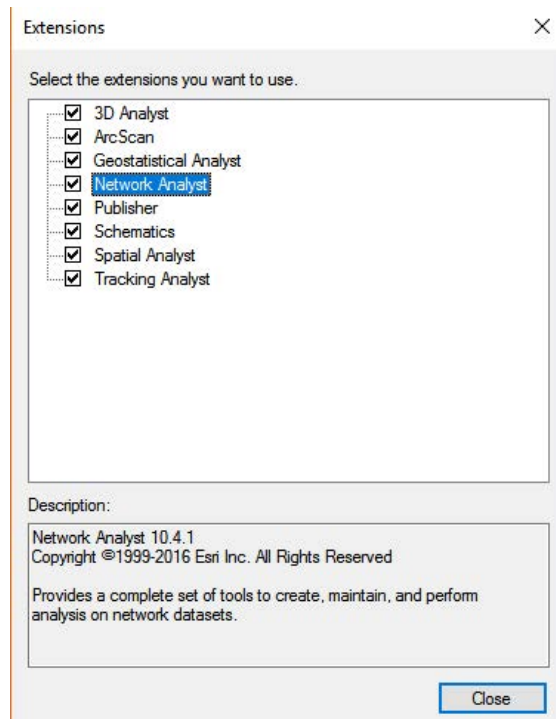 Extensions
Select the extensions you want to use.
3D Analyst
ArcScan
Geostatistical Analyst
Network Analyst
Publisher
Schematics
Spatial Analyst
Tracking Analyst
Description:
Network Analyst 10.4.1
Copyright ©1999-2016 Esri Inc. All Rights Reserved
Provides a complete set of tools to create, maintain, and perform
analysis on network datasets.
Close